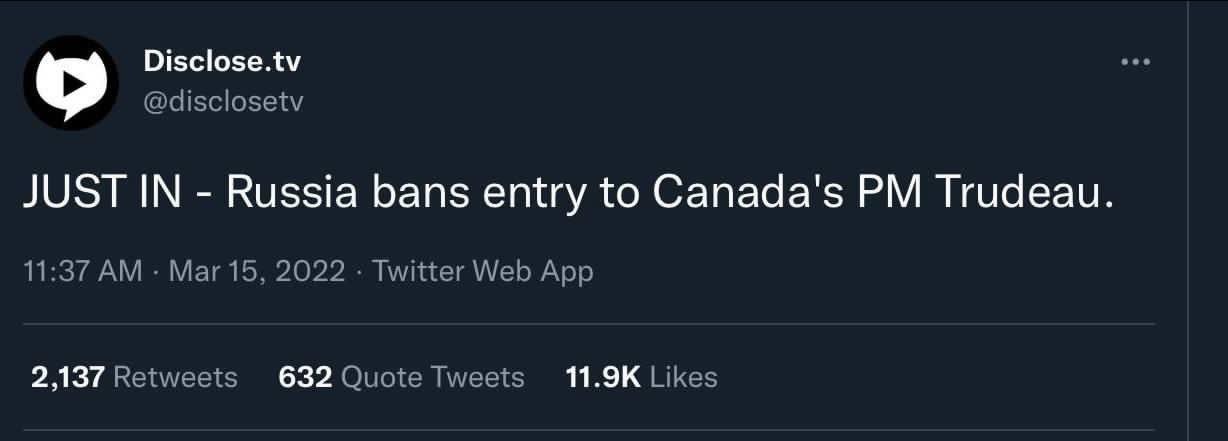 Disclose.tv
@disclosetv
JUST IN - Russia bans entry to Canada's PM Trudeau.
11:37 AM · Mar 15, 2022 · Twitter Web App
2,137 Retweets 632 Quote Tweets 11.9K Likes